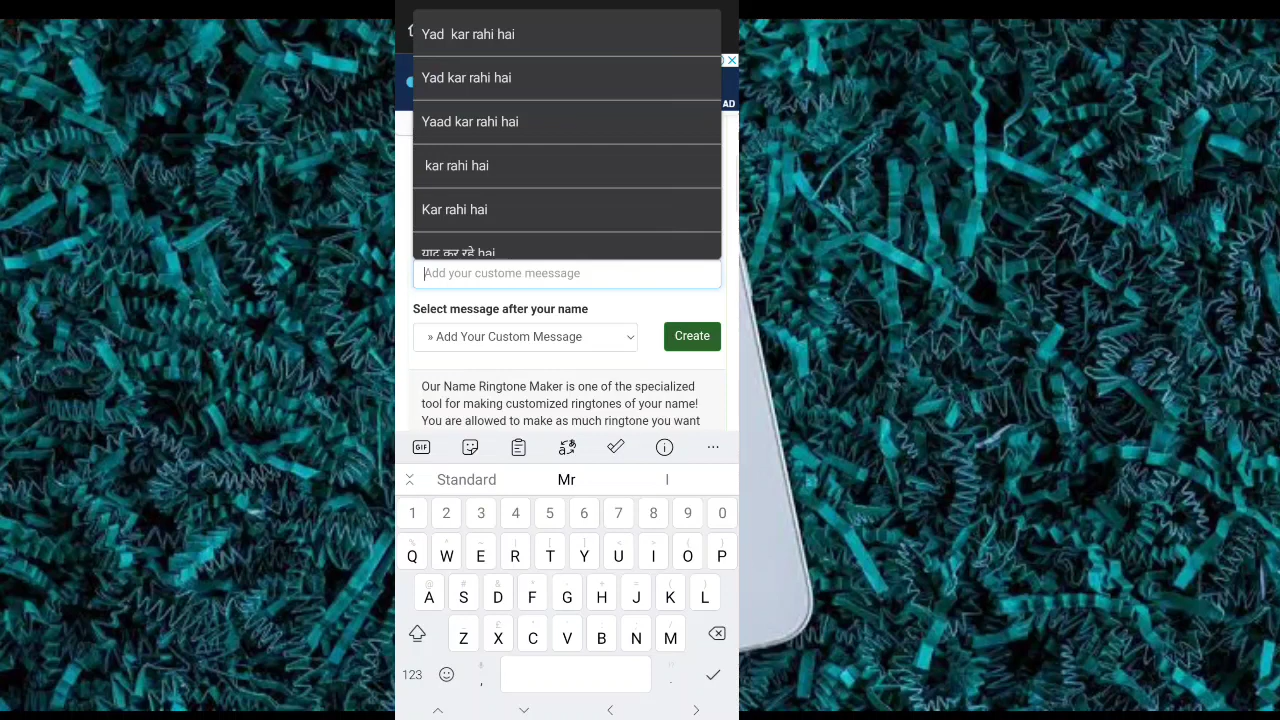 Yad  kar rahi hai
Yad kar rahi hai
Yaad kar rahi hai
kar rahi hai
Kar rahi hai
याद कर रहे hai
AD
Add your custome meessage
Select message after your name
» Add Your Custom Message
Create
Our Name Ringtone Maker is one of the specialized
tool for making customized ringtones of your name!
You are allowed to make as much ringtone you want
GIF
Standard Mr I
1 2 3 4 5 6 7 8 9 0
Q W E R T Y U I O P
A S D F G H J K L
Z X C V B N M
123 , .